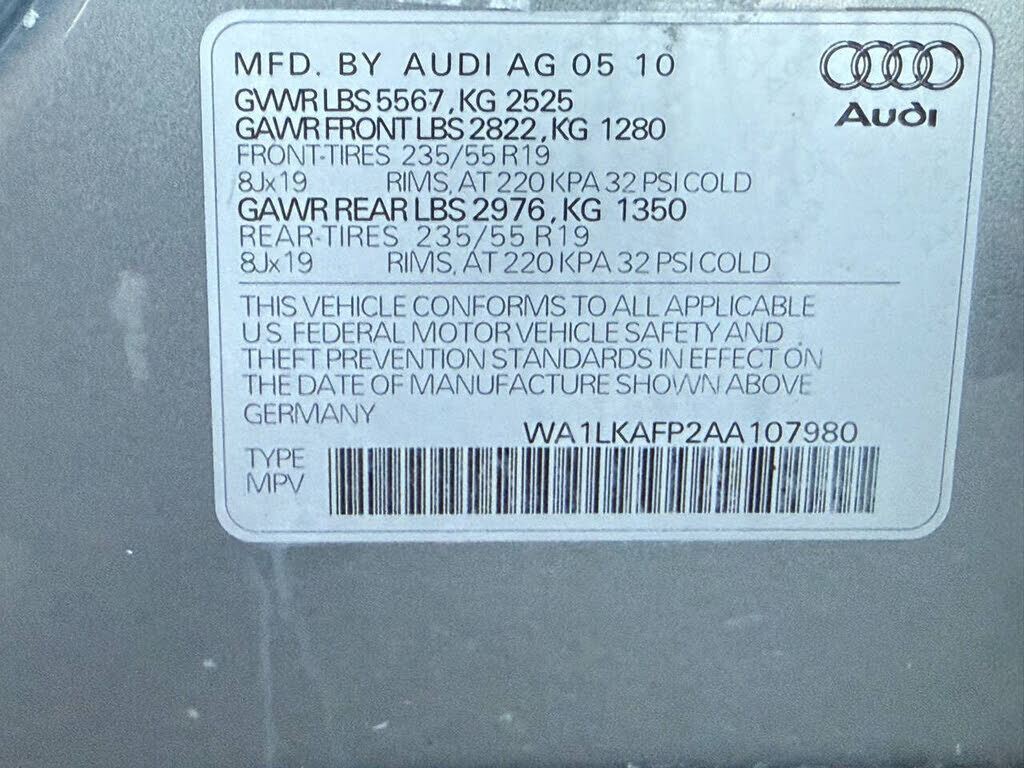 MFD. BY AUDI AG 05 10
GVWR LBS 5567, KG 2525
GAWR FRONT LBS 2822, KG 1280
FRONT-TIRES 235/55 R19
8Jx19 RIMS, AT 220 KPA 32 PSI COLD
GAWR REAR LBS 2976, KG 1350
REAR-TIRES 235/55 R19
8Jx19 RIMS, AT 220 KPA 32 PSI COLD
Audi
THIS VEHICLE CONFORMS TO ALL APPLICABLE
U.S. FEDERAL MOTOR VEHICLE SAFETY AND
THEFT PREVENTION STANDARDS IN EFFECT ON
THE DATE OF MANUFACTURE SHOWN ABOVE
GERMANY
WA1LKAFP2AA107980
TYPE
MPV